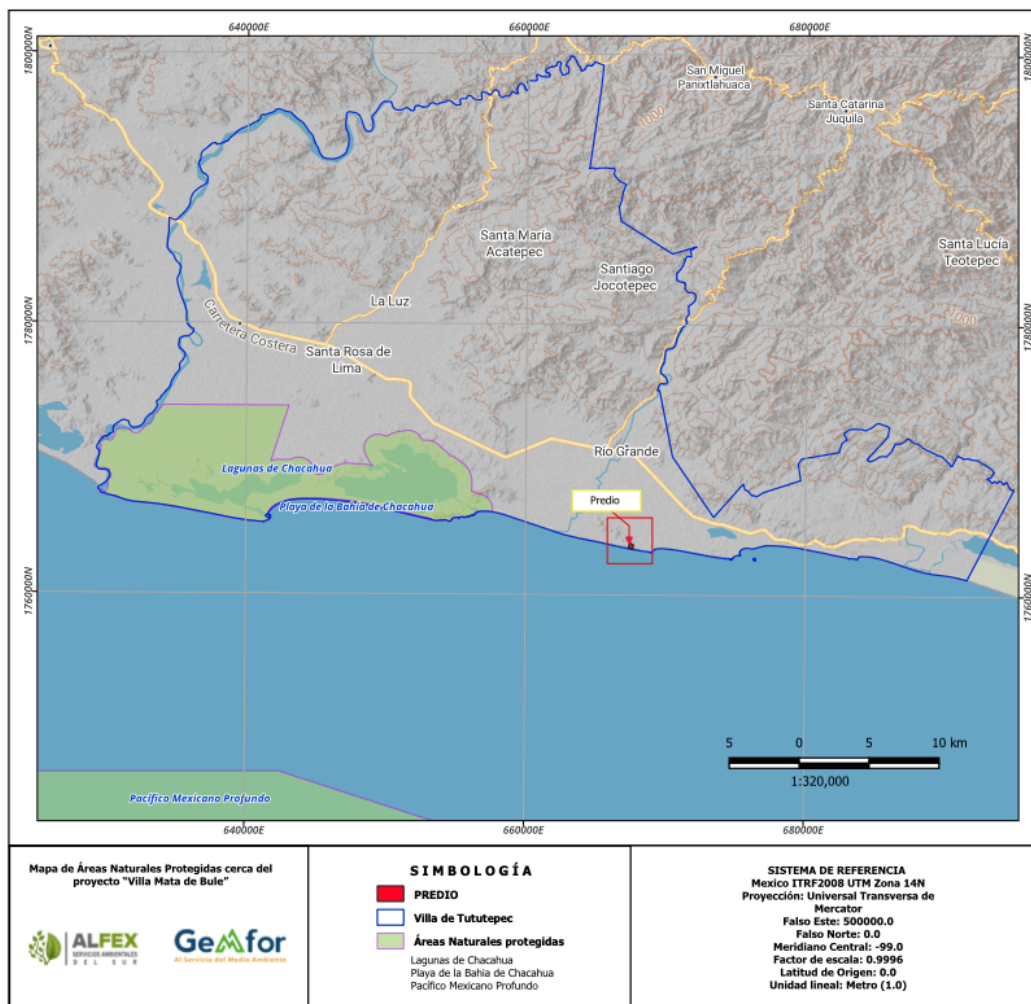 640000E
660000E
680000E
1800000N
1800000N
San Miguel
Panixtlahuaca
1000
Santa Catarina
Juquila
Santa María
Acatepec
Santa Lucía
Teotepec
Santiago
Jocotepec
La Luz
1780000N
Carretera Costera
1000
1780000N
Santa Rosa de
Lima
Río Grande
Lagunas de Chacahua
Predio
Playa de la Bahia de Chacahua
1760000N
1760000N
5 0 5 10 km
1:320,000
Pacífico Mexicano Profundo
640000E
660000E
680000E
Mapa de Áreas Naturales Protegidas cerca del
proyecto "Villa Mata de Bule"
ALFEX
SERVICIOS AMBIENTALES
DEL SUR
GeMfor
Al Servicio del Medio Ambiente
SIMBOLOGÍA
PREDIO
Villa de Tututepec
Áreas Naturales protegidas
Lagunas de Chacahua
Playa de la Bahia de Chacahua
Pacífico Mexicano Profundo
SISTEMA DE REFERENCIA
Mexico ITRF2008 UTM Zona 14N
Proyección: Universal Transversa de
Mercator
Falso Este: 500000.0
Falso Norte: 0.0
Meridiano Central: -99.0
Factor de escala: 0.9996
Latitud de Origen: 0.0
Unidad lineal: Metro (1.0)